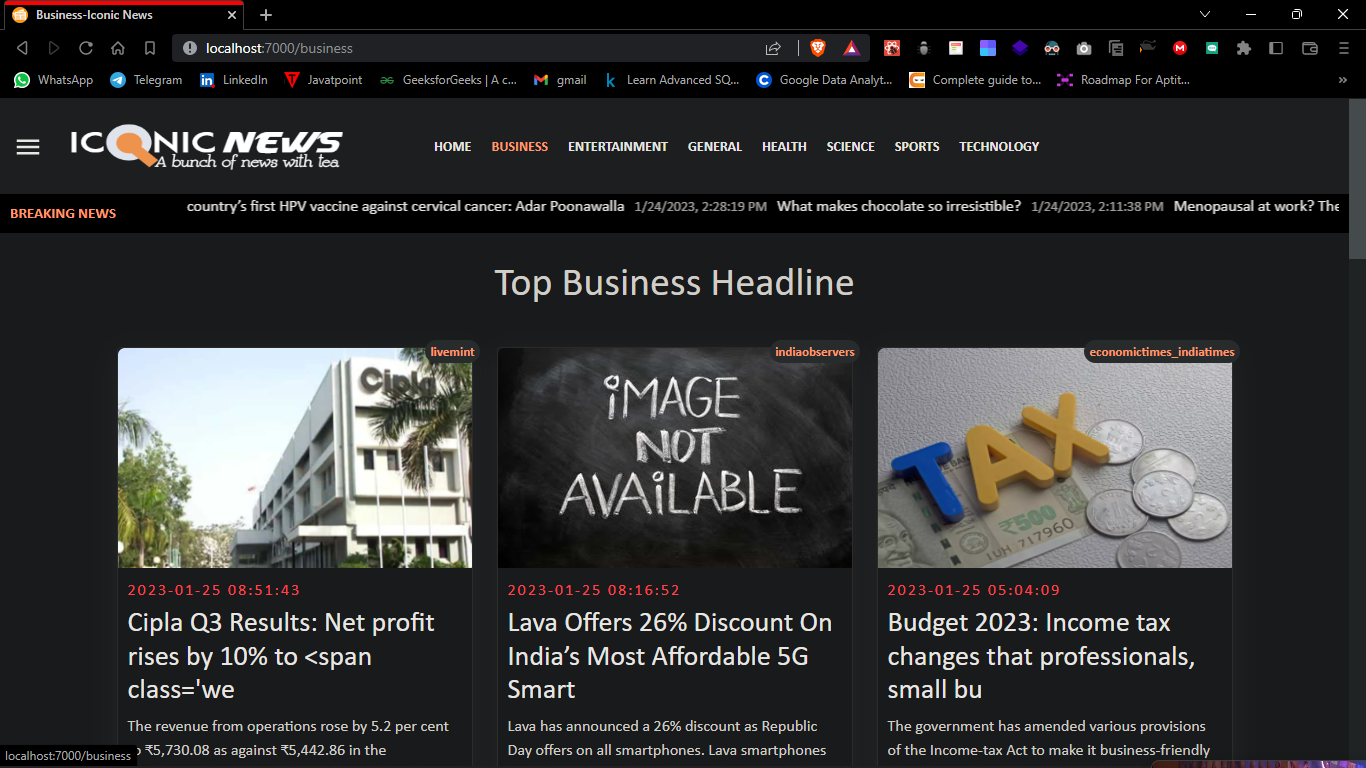 Business-Iconic News
localhost:7000/business
WhatsApp Telegram LinkedIn Javatpoint GeeksforGeeks | A c... gmail Learn Advanced SQ... Google Data Analyt... Complete guide to... Roadmap For Aptit...
ICONIC NEWS
A bunch of news with tea
HOME BUSINESS ENTERTAINMENT GENERAL HEALTH SCIENCE SPORTS TECHNOLOGY
BREAKING NEWS country’s first HPV vaccine against cervical cancer: Adar Poonawalla 1/24/2023, 2:28:19 PM What makes chocolate so irresistible? 1/24/2023, 2:11:38 PM Menopausal at work? The
Top Business Headline
livemint
Cipla
2023-01-25 08:51:43
Cipla Q3 Results: Net profit
rises by 10% to <span
class='we
The revenue from operations rose by 5.2 per cent
₹5,730.08 as against ₹5,442.86 in the
indiaobservers
IMAGE
NOT
AVAILABLE
2023-01-25 08:16:52
Lava Offers 26% Discount On
India’s Most Affordable 5G
Smart
Lava has announced a 26% discount as Republic
Day offers on all smartphones. Lava smartphones
economictimes_indiatimes
TAX
₹500
1UH 717960
2023-01-25 05:04:09
Budget 2023: Income tax
changes that professionals,
small bu
The government has amended various provisions
of the Income-tax Act to make it business-friendly
localhost:7000/business